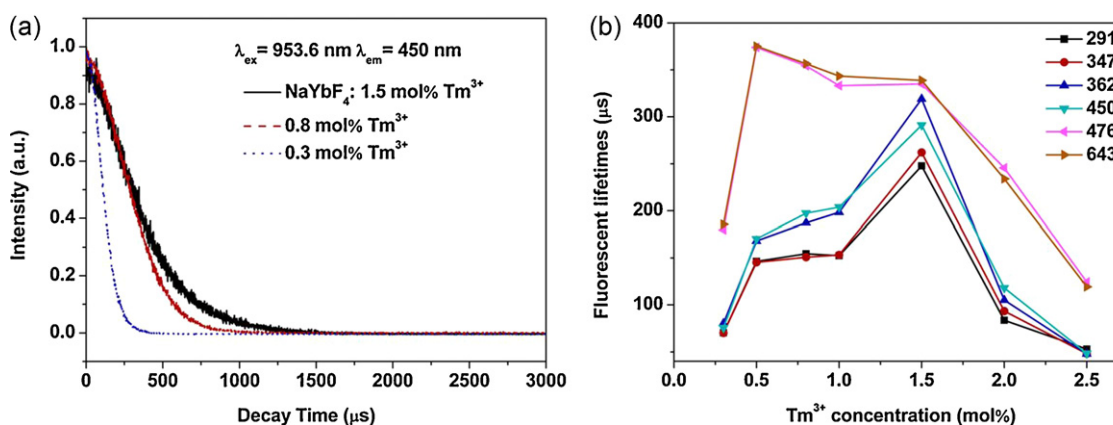 (a)
λex = 953.6 nm λem = 450 nm
NaYbF4: 1.5 mol% Tm3+
0.8 mol% Tm3+
0.3 mol% Tm3+
1.0
0.8
0.6
0.4
0.2
0.0
Intensity (a.u.)
0 500 1000 1500 2000 2500 3000
Decay Time (μs)
(b)
400
300
200
100
Fluorescent lifetimes (μs)
291
347
362
450
476
643
0.0 0.5 1.0 1.5 2.0 2.5
Tm3+ concentration (mol%)